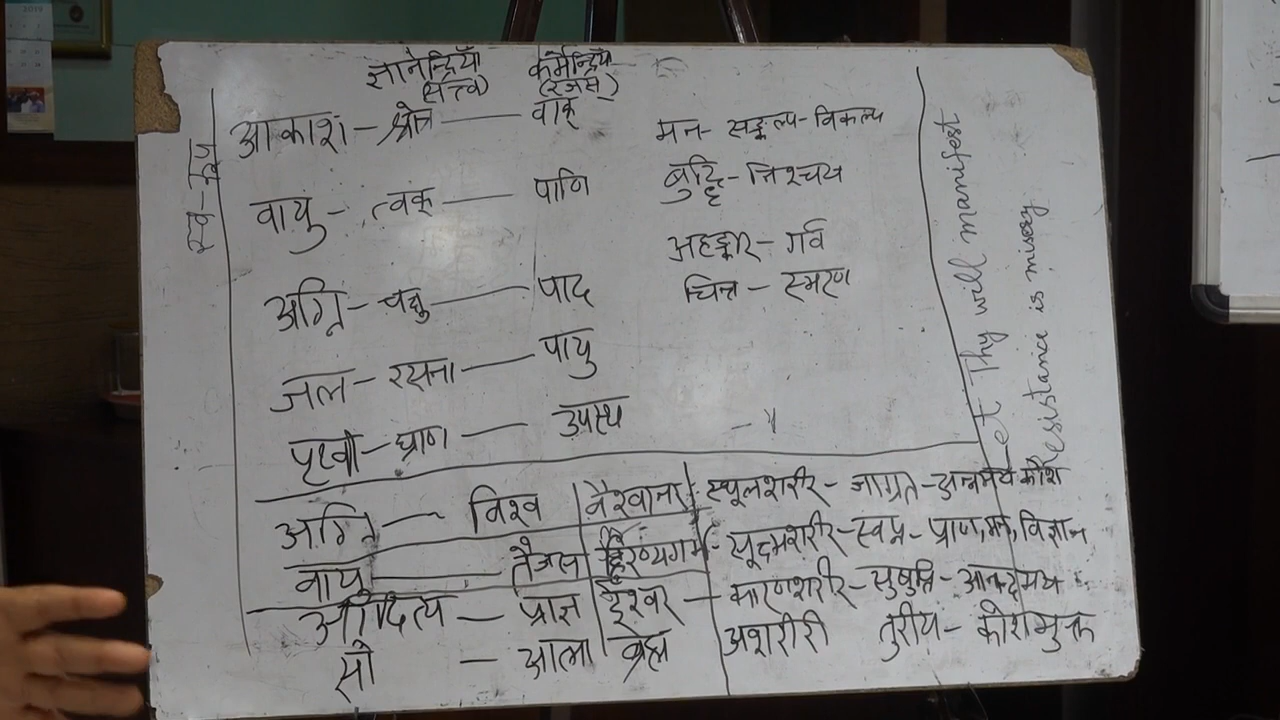 ज्ञानेन्द्रियाँ कर्मेन्द्रियाँ
(सत्त्व) (रजस्)
आकाश – श्रोत्र — वाक्
वायु – त्वक् — पाणि
अग्नि – चक्षु — पाद
जल – रसना — पायु
पृथ्वी – घ्राण — उपस्थ
मन – सङ्कल्प-विकल्प
बुद्धि – निश्चय
अहङ्कार – गर्व
चित्त – स्मरण
Let Thy will manifest
Resistance is misery
अग्नि — विश्व | वैश्वानर | स्थूलशरीर – जाग्रत – अन्नमय कोश
वायु — तैजस | हिरण्यगर्भ – सूक्ष्मशरीर – स्वप्न – प्राण, मन, विज्ञान
आदित्य — प्राज्ञ | ईश्वर — कारणशरीर – सुषुप्ति – आनन्दमय
— आत्मा | ब्रह्म | अशरीरी तुरीय – कोशमुक्त